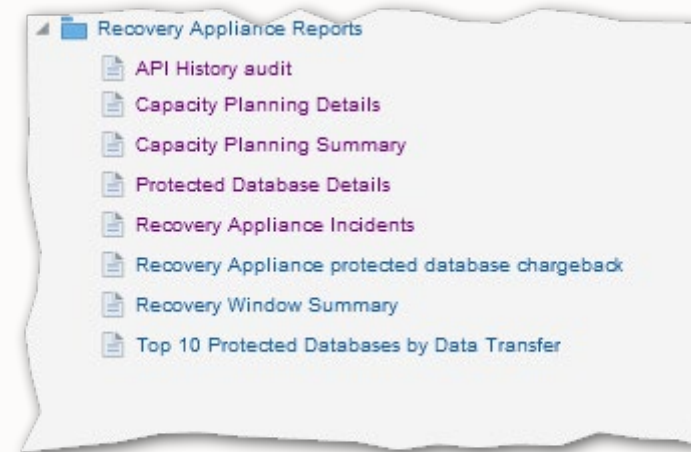 Recovery Appliance Reports
API History audit
Capacity Planning Details
Capacity Planning Summary
Protected Database Details
Recovery Appliance Incidents
Recovery Appliance protected database chargeback
Recovery Window Summary
Top 10 Protected Databases by Data Transfer